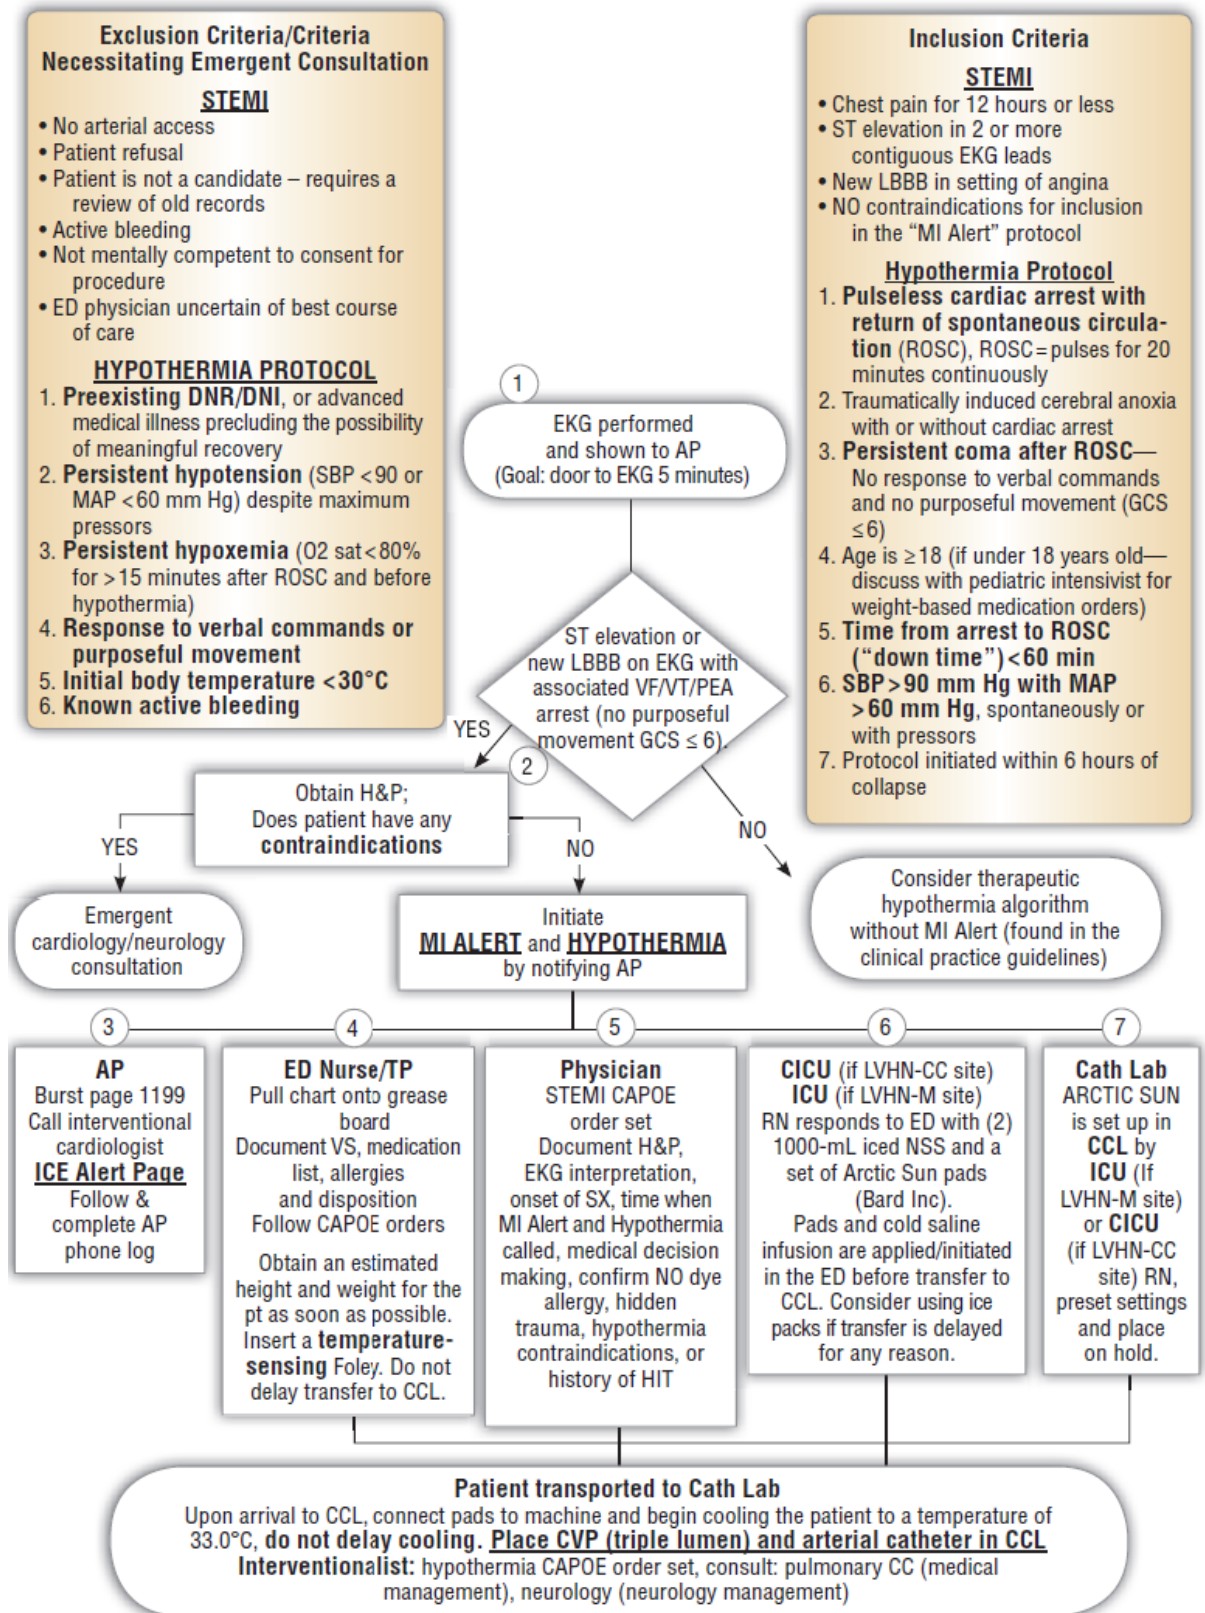 Exclusion Criteria/Criteria
Necessitating Emergent Consultation
STEMI
• No arterial access
• Patient refusal
• Patient is not a candidate – requires a
review of old records
• Active bleeding
• Not mentally competent to consent for
procedure
• ED physician uncertain of best course
of care
HYPOTHERMIA PROTOCOL
1. Preexisting DNR/DNI, or advanced
medical illness precluding the possibility
of meaningful recovery
2. Persistent hypotension (SBP <90 or
MAP <60 mm Hg) despite maximum
pressors
3. Persistent hypoxemia (O2 sat<80%
for >15 minutes after ROSC and before
hypothermia)
4. Response to verbal commands or
purposeful movement
5. Initial body temperature <30°C
6. Known active bleeding
Inclusion Criteria
STEMI
• Chest pain for 12 hours or less
• ST elevation in 2 or more
contiguous EKG leads
• New LBBB in setting of angina
• NO contraindications for inclusion
in the “MI Alert” protocol
Hypothermia Protocol
1. Pulseless cardiac arrest with
return of spontaneous circula-
tion (ROSC), ROSC=pulses for 20
minutes continuously
2. Traumatically induced cerebral anoxia
with or without cardiac arrest
3. Persistent coma after ROSC—
No response to verbal commands
and no purposeful movement (GCS
≤6)
4. Age is ≥18 (if under 18 years old—
discuss with pediatric intensivist for
weight-based medication orders)
5. Time from arrest to ROSC
(“down time”)<60 min
6. SBP>90 mm Hg with MAP
>60 mm Hg, spontaneously or
with pressors
7. Protocol initiated within 6 hours of
collapse
1
EKG performed
and shown to AP
(Goal: door to EKG 5 minutes)
ST elevation or
new LBBB on EKG with
associated VF/VT/PEA
arrest (no purposeful
movement GCS ≤ 6).
YES
NO
2
Obtain H&P;
Does patient have any
contraindications
YES
NO
Emergent
cardiology/neurology
consultation
Initiate
MI ALERT and HYPOTHERMIA
by notifying AP
Consider therapeutic
hypothermia algorithm
without MI Alert (found in the
clinical practice guidelines)
3
AP
Burst page 1199
Call interventional
cardiologist
ICE Alert Page
Follow &
complete AP
phone log
4
ED Nurse/TP
Pull chart onto grease
board
Document VS, medication
list, allergies
and disposition
Follow CAPOE orders
Obtain an estimated
height and weight for the
pt as soon as possible.
Insert a temperature-
sensing Foley. Do not
delay transfer to CCL.
5
Physician
STEMI CAPOE
order set
Document H&P,
EKG interpretation,
onset of SX, time when
MI Alert and Hypothermia
called, medical decision
making, confirm NO dye
allergy, hidden
trauma, hypothermia
contraindications, or
history of HIT
6
CICU (if LVHN-CC site)
ICU (if LVHN-M site)
RN responds to ED with (2)
1000-mL iced NSS and a
set of Arctic Sun pads
(Bard Inc).
Pads and cold saline
infusion are applied/initiated
in the ED before transfer to
CCL. Consider using ice
packs if transfer is delayed
for any reason.
7
Cath Lab
ARCTIC SUN
is set up in
CCL by
ICU (If
LVHN-M site)
or CICU
(if LVHN-CC
site) RN,
preset settings
and place
on hold.
Patient transported to Cath Lab
Upon arrival to CCL, connect pads to machine and begin cooling the patient to a temperature of
33.0°C, do not delay cooling. Place CVP (triple lumen) and arterial catheter in CCL
Interventionalist: hypothermia CAPOE order set, consult: pulmonary CC (medical
management), neurology (neurology management)